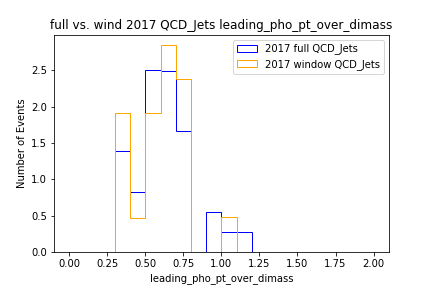 full vs. wind 2017 QCD_Jets leading_pho_pt_over_dimass
2017 full QCD_Jets
2017 window QCD_Jets
Number of Events
2.5
2.0
1.5
1.0
0.5
0.0
0.00 0.25 0.50 0.75 1.00 1.25 1.50 1.75 2.00
leading_pho_pt_over_dimass